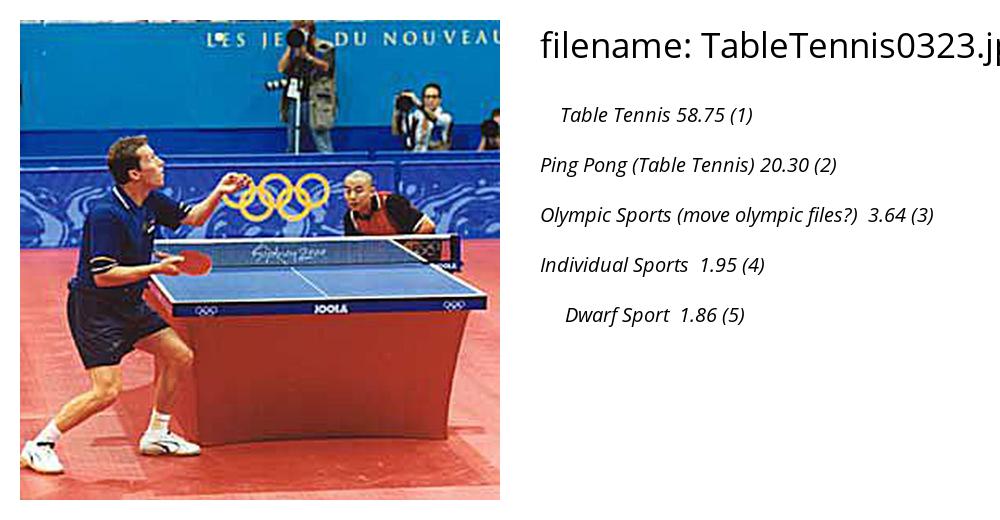 LES JE DU NOUVEAU
Sydney 2000
JOOLA
JOOLA
filename: TableTennis0323.jp
Table Tennis 58.75 (1)
Ping Pong (Table Tennis) 20.30 (2)
Olympic Sports (move olympic files?) 3.64 (3)
Individual Sports 1.95 (4)
Dwarf Sport 1.86 (5)